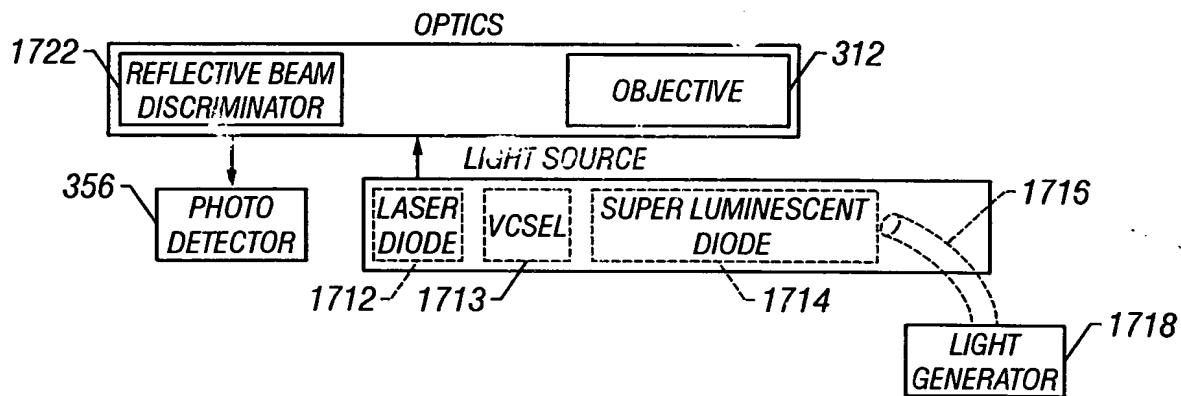 OPTICS
1722
REFLECTIVE BEAM
DISCRIMINATOR
OBJECTIVE
312
LIGHT SOURCE
356
PHOTO
DETECTOR
LASER
DIODE
VCSEL
SUPER LUMINESCENT
DIODE
1716
1712
1713
1714
LIGHT
GENERATOR
1718